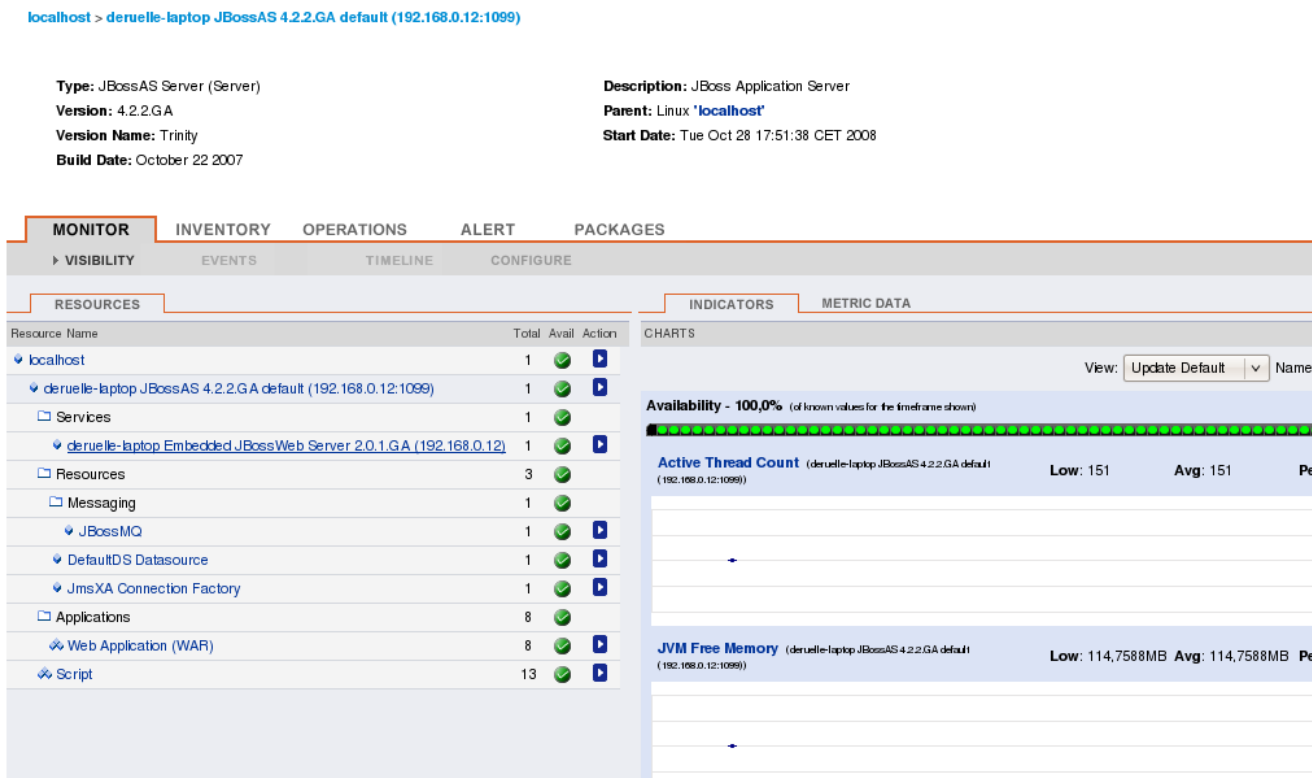 localhost > deruelle-laptop JBossAS 4.2.2.GA default (192.168.0.12:1099)
Type: JBossAS Server (Server)
Description: JBoss Application Server
Version: 4.2.2.GA
Parent: Linux 'localhost'
Version Name: Trinity
Start Date: Tue Oct 28 17:51:38 CET 2008
Build Date: October 22 2007
MONITOR INVENTORY OPERATIONS ALERT PACKAGES
VISIBILITY EVENTS TIMELINE CONFIGURE
RESOURCES
INDICATORS METRIC DATA
Resource Name Total Avail Action
CHARTS
localhost 1
View: Update Default Name
deruelle-laptop JBossAS 4.2.2.GA default (192.168.0.12:1099) 1
Availability - 100,0% (of known values for the timeframe shown)
Services 1
deruelle-laptop Embedded JBossWeb Server 2.0.1.GA (192.168.0.12) 1
Active Thread Count (deruelle-laptop JBossAS 4.2.2.GA default
(192.168.0.12:1099))
Low: 151 Avg: 151 Pe
Resources 3
Messaging 1
JBossMQ 1
DefaultDS Datasource 1
JmsXA Connection Factory 1
Applications 8
Web Application (WAR) 8
JVM Free Memory (deruelle-laptop JBossAS 4.2.2.GA default
(192.168.0.12:1099))
Low: 114,7588MB Avg: 114,7588MB Pe
Script 13